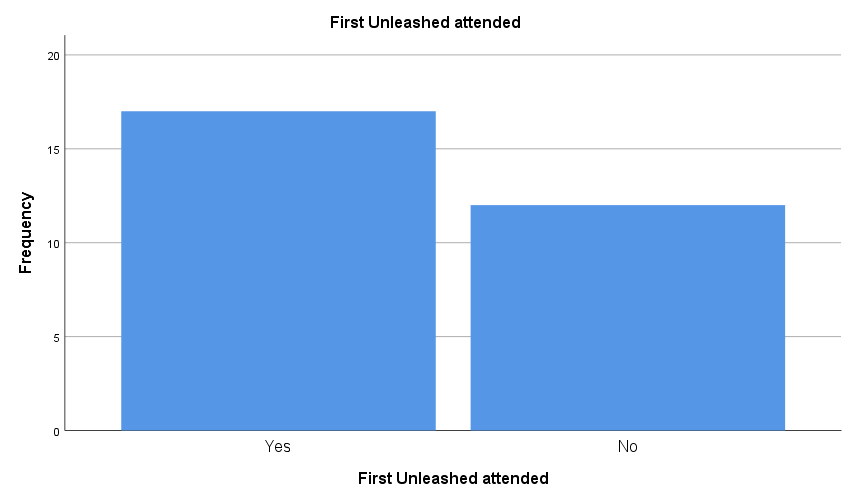 First Unleashed attended
20
15
10
5
0
Frequency
Yes No
First Unleashed attended